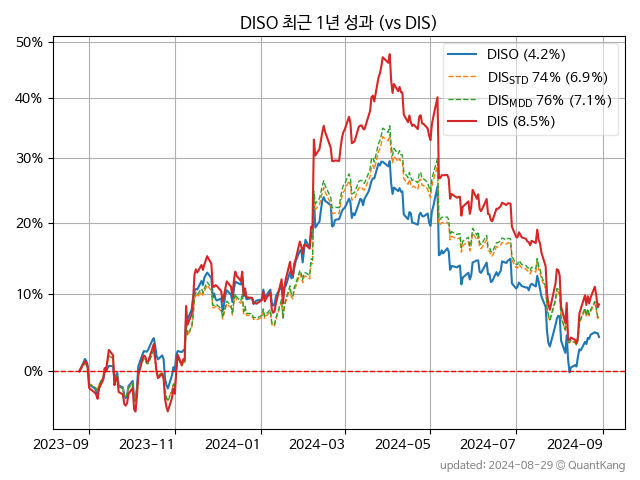 DISO 최근 1년 성과 (vs DIS)
50%
40%
30%
20%
10%
0%
DISO (4.2%)
DISSTD 74% (6.9%)
DISMDD 76% (7.1%)
DIS (8.5%)
2023-09
2023-11
2024-01
2024-03
2024-05
2024-07
2024-09
updated: 2024-08-29 © QuantKang